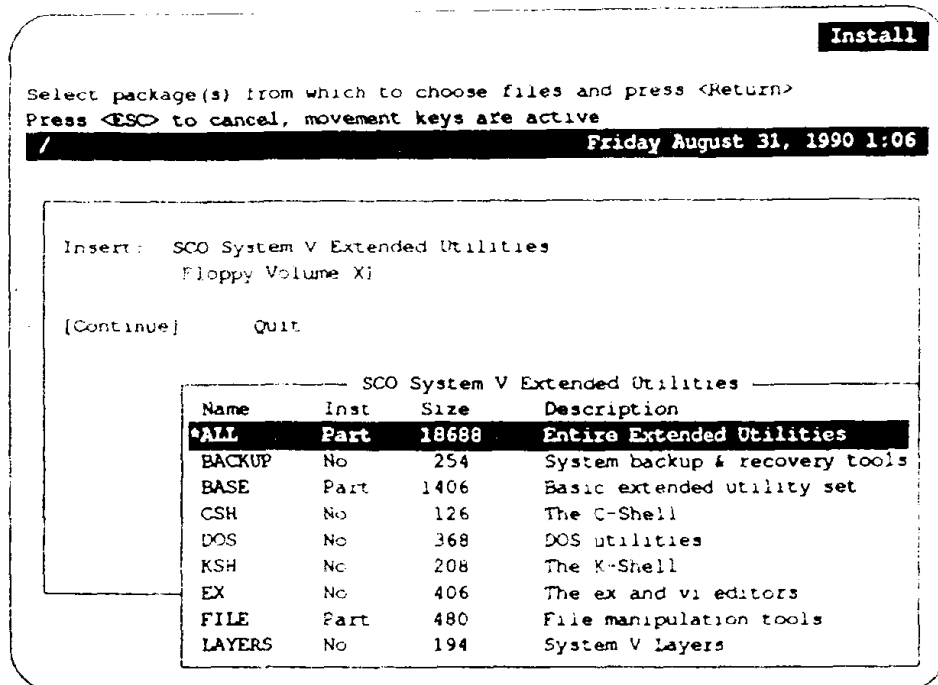 Install
Select package(s) from which to choose files and press <Return>
Press <ESC> to cancel, movement keys are active
/ Friday August 31, 1990 1:06
Insert: SCO System V Extended Utilities
Floppy Volume X1
[Continue] Quit
SCO System V Extended Utilities
Name Inst Size Description
*ALL Part 18688 Entire Extended Utilities
BACKUP No 254 System backup & recovery tools
BASE Part 1406 Basic extended utility set
CSH No 126 The C-Shell
DOS No 368 DOS utilities
KSH No 208 The K-Shell
EX No 406 The ex and vi editors
FILE Part 480 File manipulation tools
LAYERS No 194 System V Layers